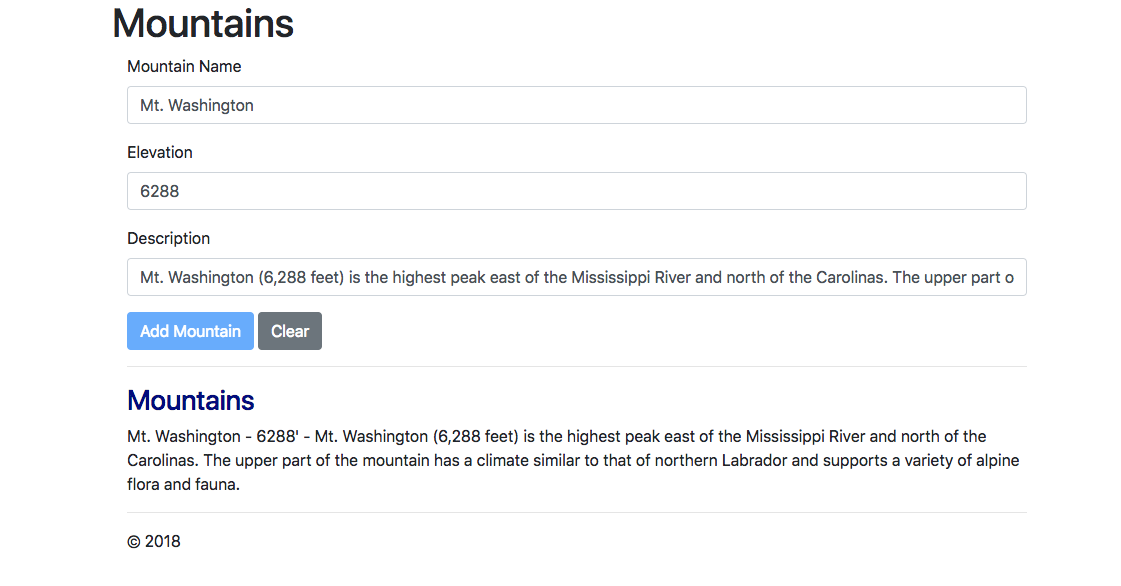 Mountains
Mountain Name
Mt. Washington
Elevation
6288
Description
Mt. Washington (6,288 feet) is the highest peak east of the Mississippi River and north of the Carolinas. The upper part o
Add Mountain Clear
Mountains
Mt. Washington - 6288' - Mt. Washington (6,288 feet) is the highest peak east of the Mississippi River and north of the
Carolinas. The upper part of the mountain has a climate similar to that of northern Labrador and supports a variety of alpine
flora and fauna.
© 2018